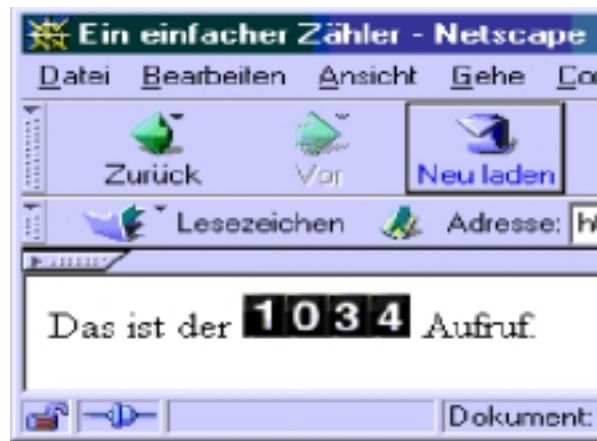 Ein einfacher Zähler - Netscape
Datei Bearbeiten Ansicht Gehe
Zurück Vor Neu laden
Lesezeichen Adresse:
Das ist der 1034 Aufruf.
Dokument: